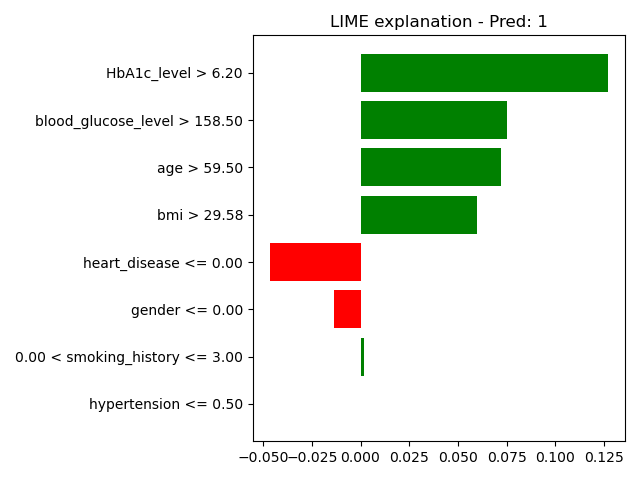 LIME explanation - Pred: 1
HbA1c_level > 6.20
blood_glucose_level > 158.50
age > 59.50
bmi > 29.58
heart_disease <= 0.00
gender <= 0.00
0.00 < smoking_history <= 3.00
hypertension <= 0.50
−0.050 −0.025 0.000 0.025 0.050 0.075 0.100 0.125